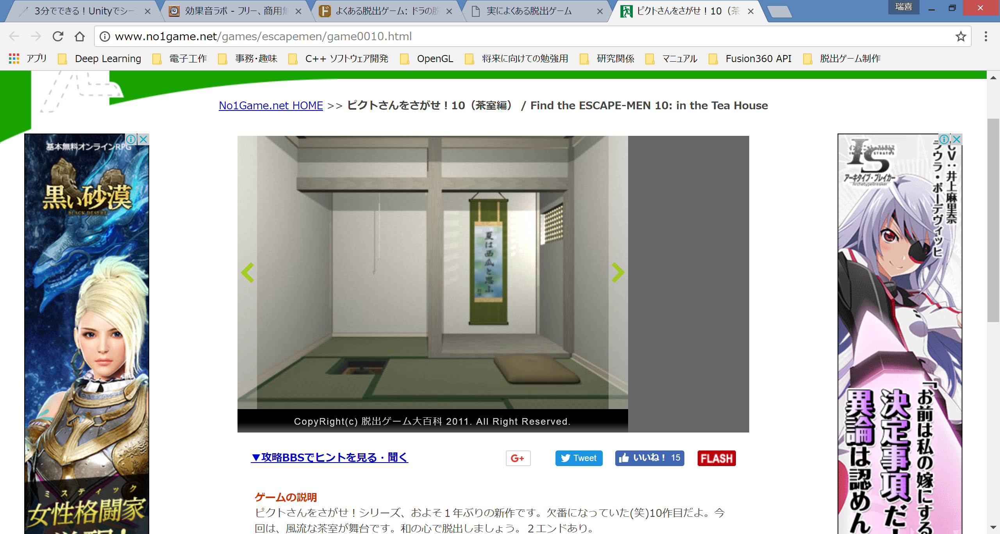 3分でできる！Unityでシー
効果音ラボ - フリー、商用無
よくある脱出ゲーム: ドラの脱
実によくある脱出ゲーム
ピクトさんをさがせ！10（茶
瑞喜
www.no1game.net/games/escapemen/game0010.html
アプリ
Deep Learning
電子工作
事務・趣味
C++ ソフトウェア開発
OpenGL
将来に向けての勉強用
研究関係
マニュアル
Fusion360 API
脱出ゲーム制作
No1Game.net HOME >> ピクトさんをさがせ！10（茶室編） / Find the ESCAPE-MEN 10: in the Tea House
基本無料オンラインRPG
黒い砂漠
BLACK DESERT
ミスティック
女性格闘家
夏は西瓜と思ふ
CopyRight(c) 脱出ゲーム大百科 2011. All Right Reserved.
IS
アーキタイプ・ブレイカー
ArchetypeBreaker
CV：井上麻里奈
ラウラ・ボーデヴィッヒ
「お前は私の嫁にする
決定事項だ
異論は認めん
▼攻略BBSでヒントを見る・聞く
G+
Tweet
いいね！ 15
FLASH
ゲームの説明
ピクトさんをさがせ！シリーズ、およそ１年ぶりの新作です。欠番になっていた(笑)10作目だよ。今
回は、風流な茶室が舞台です。和の心で脱出しましょう。２エンドあり。